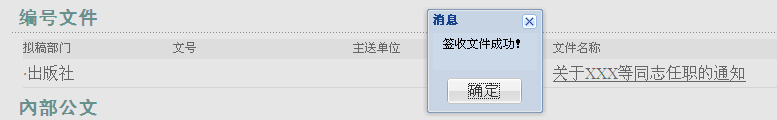 编号文件
拟稿部门 文号 主送单位 文件名称
·出版社 关于XXX等同志任职的通知
内部公文
消息
签收文件成功!
确定